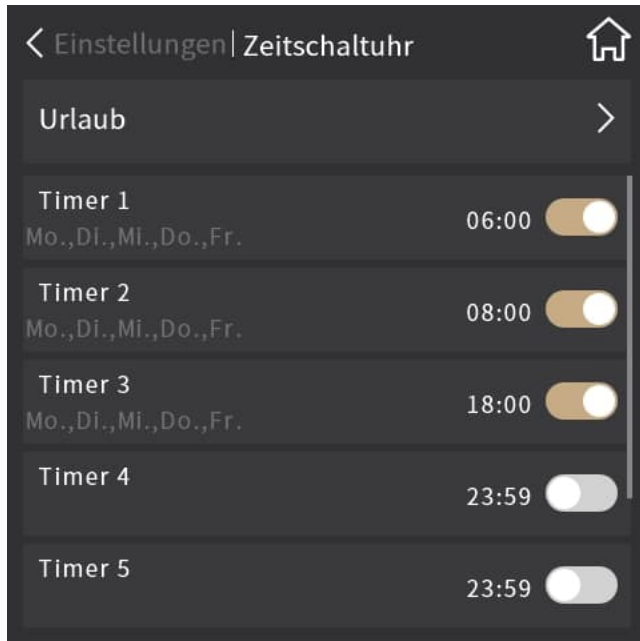 Einstellungen| Zeitschaltuhr
Urlaub
Timer 1
06:00
Mo.,Di.,Mi.,Do.,Fr.
Timer 2
08:00
Mo.,Di.,Mi.,Do.,Fr.
Timer 3
18:00
Mo.,Di.,Mi.,Do.,Fr.
Timer 4
23:59
Timer 5
23:59